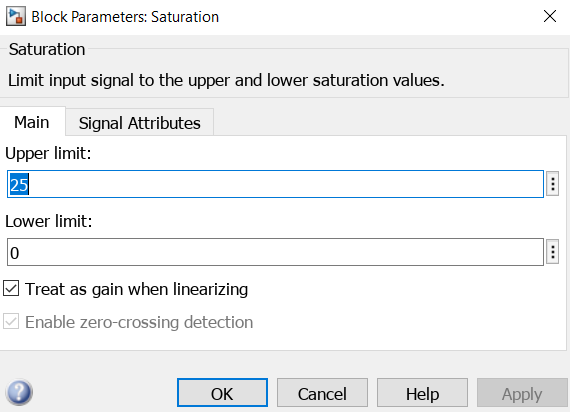 Block Parameters: Saturation
Saturation
Limit input signal to the upper and lower saturation values.
Main Signal Attributes
Upper limit:
25
Lower limit:
0
Treat as gain when linearizing
Enable zero-crossing detection
? OK Cancel Help Apply